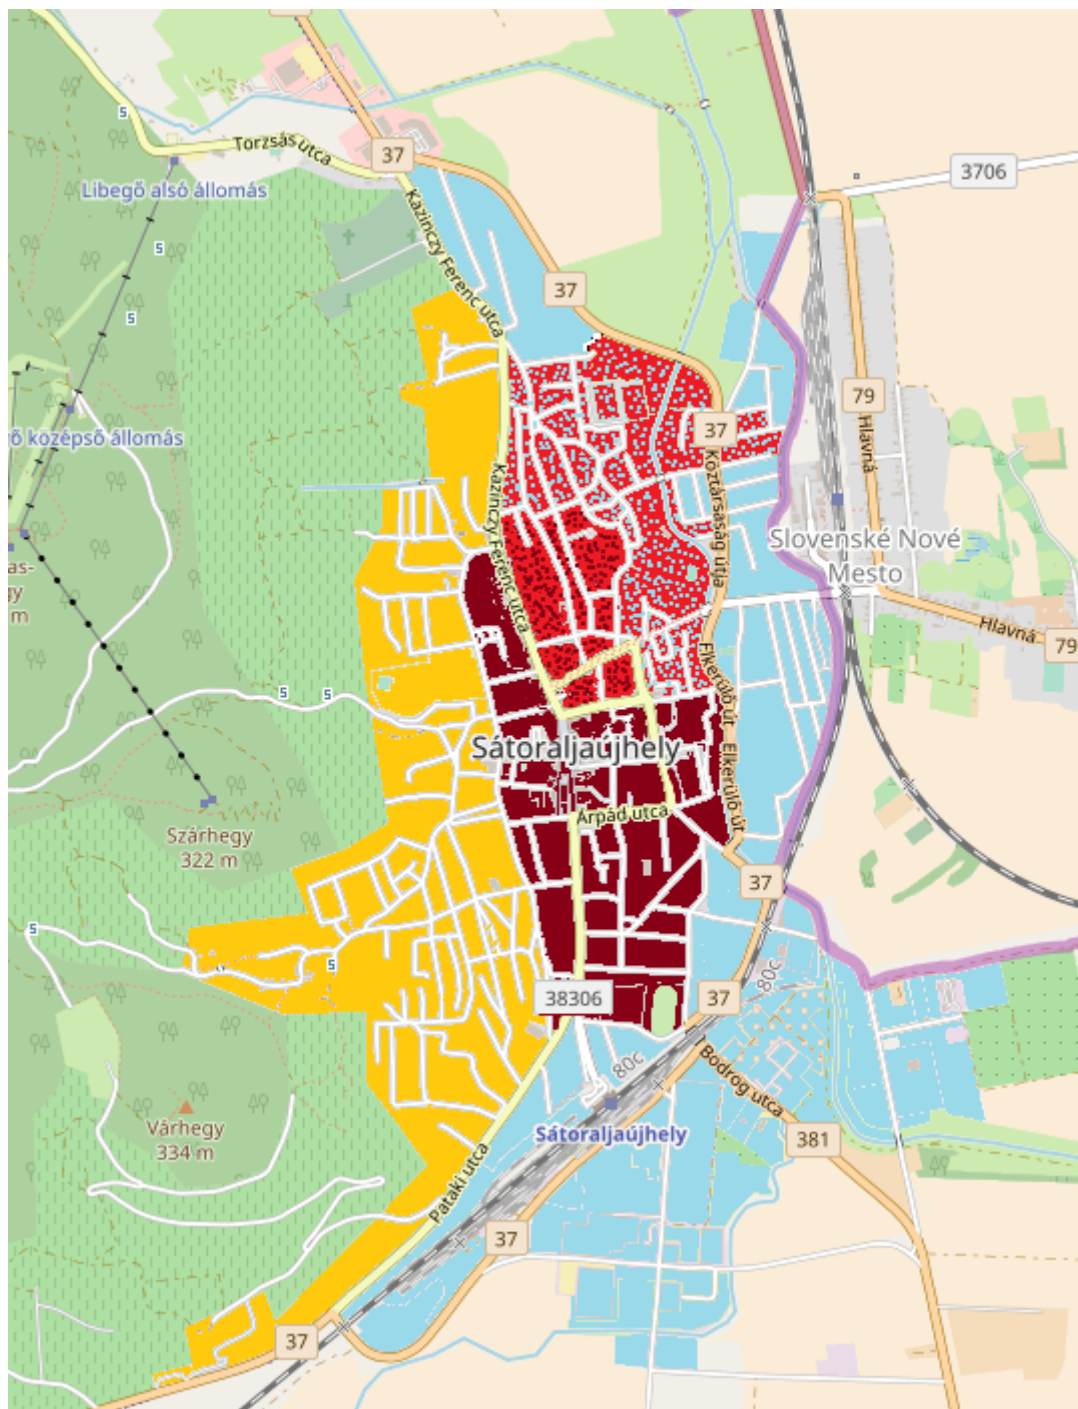 5
Torzsás utca
37
3706
Libegő alsó állomás
Kazinczy Ferenc utca
5
37
5
79
ő középső állomás
37
Hlavná
Kazinczy Ferenc utca
Köztársaság útja
Slovenské Nové
Mesto
as-
gy
m
Hlavná
79
Elkerülő út
5
5
Sátoraljaújhely
Elkerülő út
Árpád utca
Szárhegy
322 m
37
5
5
80c
38306
37
80c
Bodrog utca
Várhegy
334 m
Sátoraljaújhely
381
Pataki utca
37
37